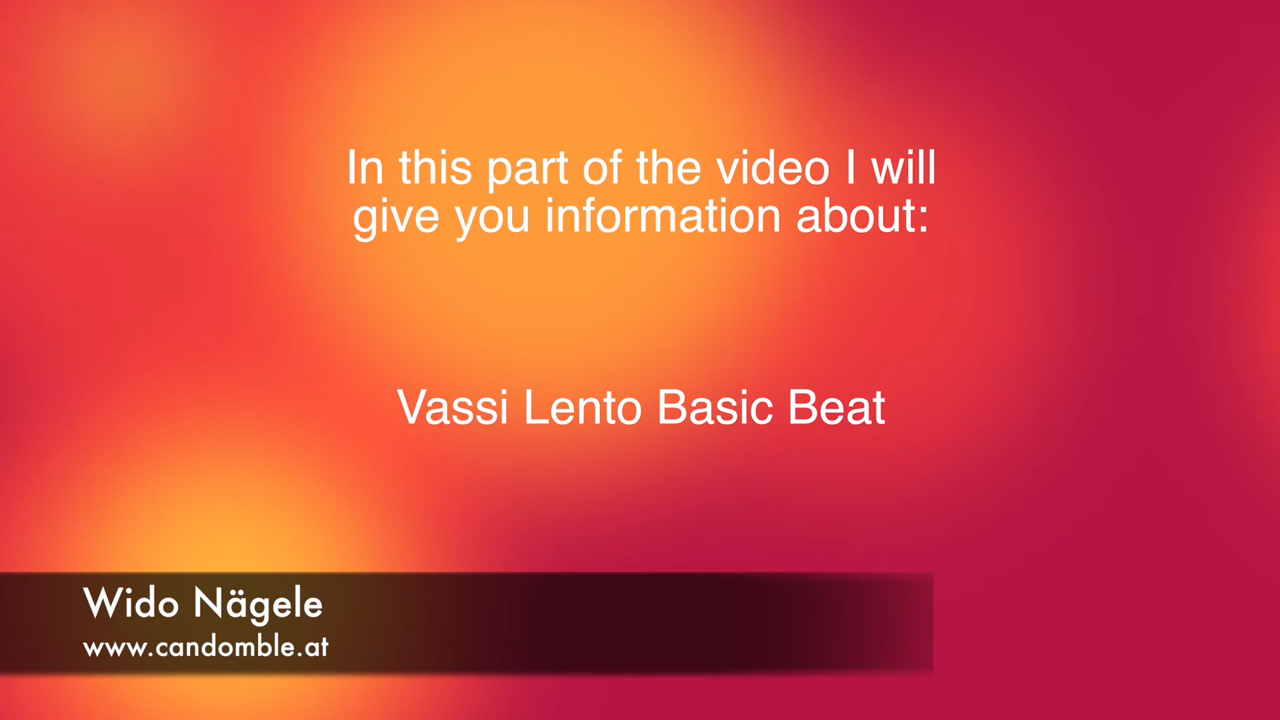 In this part of the video I will
give you information about:
Vassi Lento Basic Beat
Wido Nägele
www.candomble.at